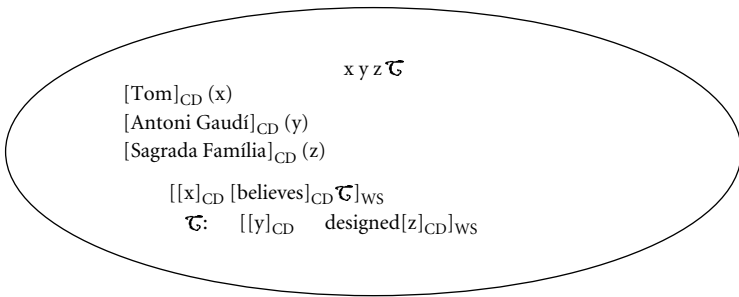 x y z 𝝉
[Tom]CD (x)
[Antoni Gaudí]CD (y)
[Sagrada Família]CD (z)
[[x]CD [believes]CD 𝝉]WS
𝝉: [[y]CD designed[z]CD]WS